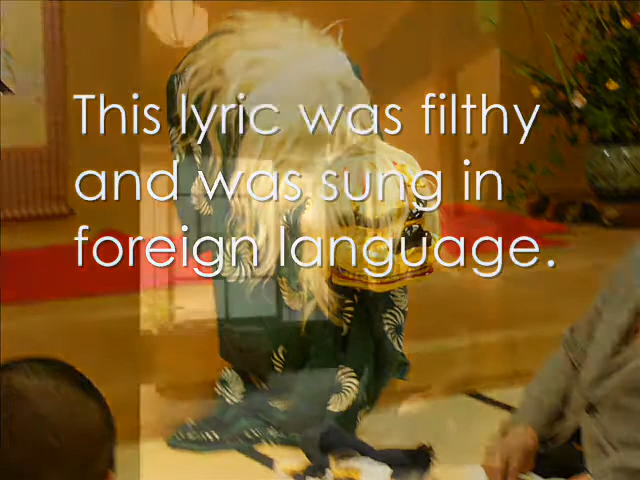 This lyric was filthy
and was sung in
foreign language.